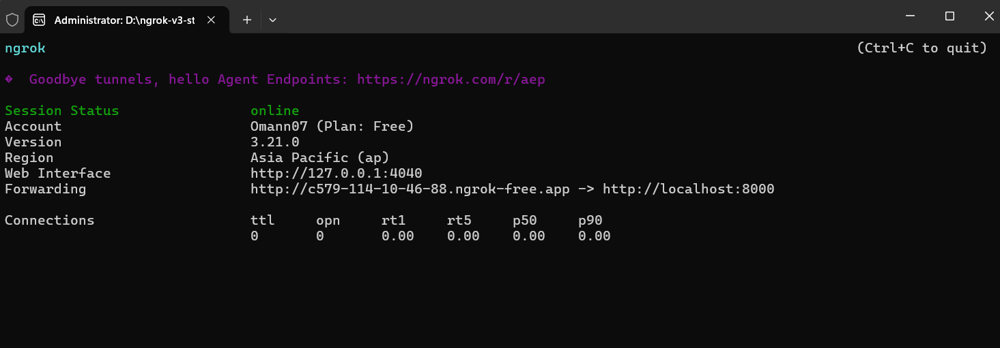 Administrator: D:\ngrok-v3-st
ngrok (Ctrl+C to quit)
Goodbye tunnels, hello Agent Endpoints: https://ngrok.com/r/aep
Session Status online
Account Omann07 (Plan: Free)
Version 3.21.0
Region Asia Pacific (ap)
Web Interface http://127.0.0.1:4040
Forwarding http://c579-114-10-46-88.ngrok-free.app -> http://localhost:8000
Connections ttl opn rt1 rt5 p50 p90
0 0 0.00 0.00 0.00 0.00